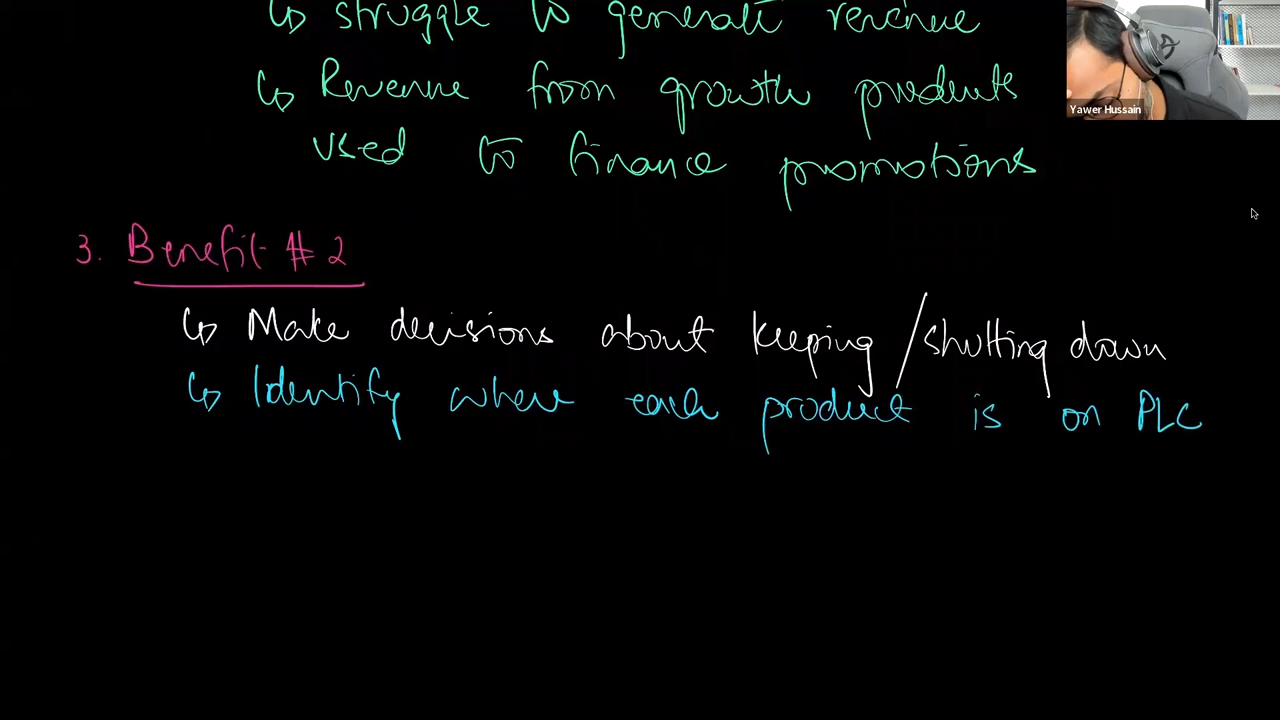 ↳ struggle to generate revenue
↳ Revenue from growth products
used to finance promotions
Yawer Hussain
3. Benefit #2
↳ Make decisions about keeping/shutting down
↳ Identify where each product is on PLC